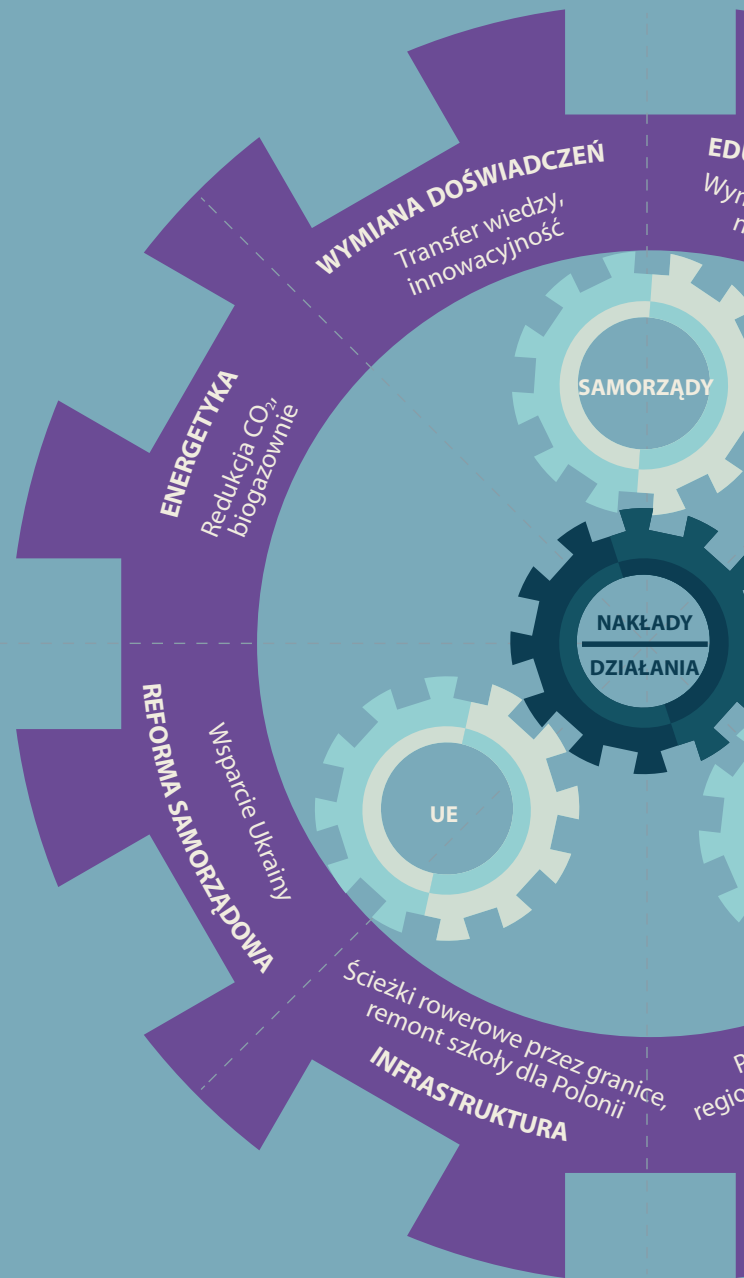 WYMIANA DOŚWIADCZEŃ
Transfer wiedzy,
innowacyjność
ENERGETYKA
Redukcja CO₂,
biogazownie
SAMORZĄDY
NAKŁADY
DZIAŁANIA
REFORMA SAMORZĄDOWA
Wsparcie Ukrainy
UE
Ścieżki rowerowe przez granice,
remont szkoły dla Polonii
INFRASTRUKTURA